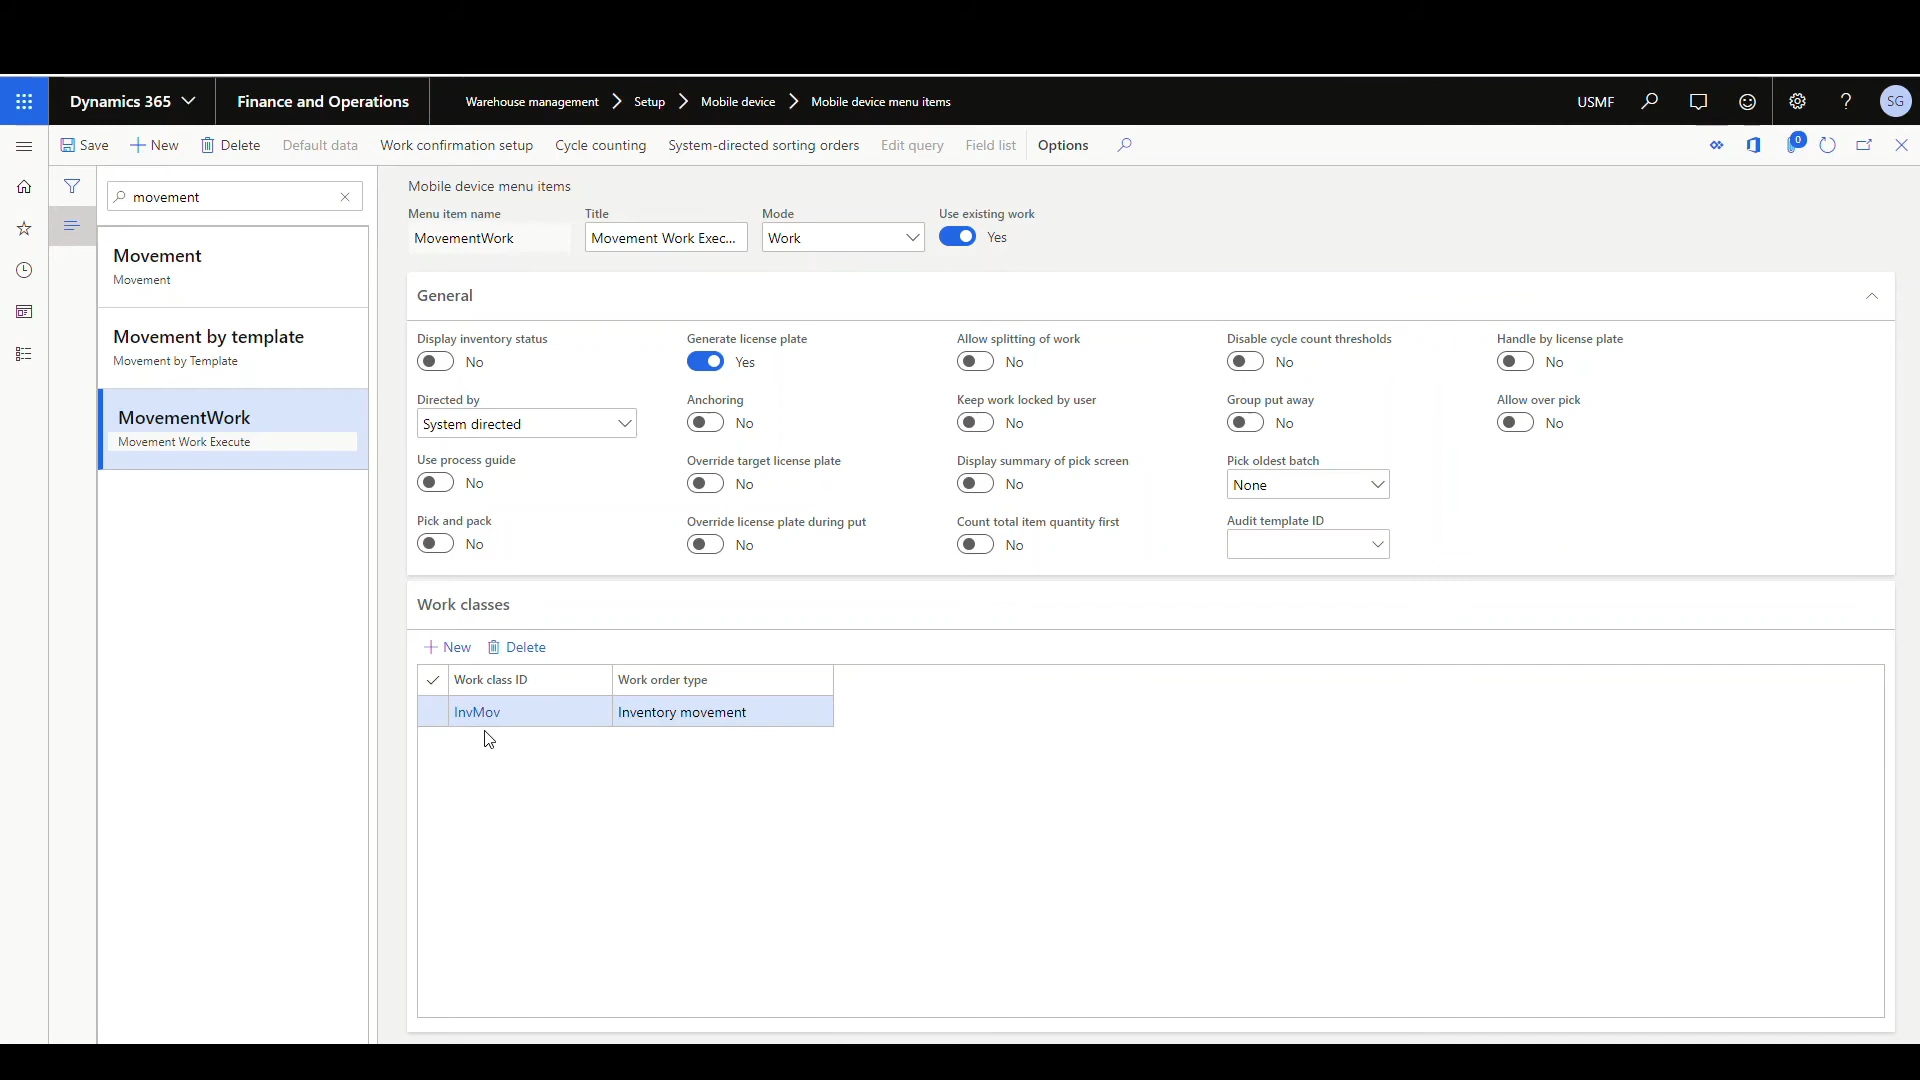 Dynamics 365
Finance and Operations
Warehouse management Setup Mobile device Mobile device menu items
USMF
?
SG
Save New Delete Default data Work confirmation setup Cycle counting System-directed sorting orders Edit query Field list Options
0
movement
Movement
Movement
Movement by template
Movement by Template
MovementWork
Movement Work Execute
Mobile device menu items
Menu item name Title Mode Use existing work
MovementWork Movement Work Exec... Work Yes
General
Display inventory status Generate license plate Allow splitting of work Disable cycle count thresholds Handle by license plate
No Yes No No No
Directed by Anchoring Keep work locked by user Group put away Allow over pick
System directed No No No No
Use process guide Override target license plate Display summary of pick screen Pick oldest batch
No No No None
Pick and pack Override license plate during put Count total item quantity first Audit template ID
No No No
Work classes
New Delete
Work class ID Work order type
InvMov Inventory movement